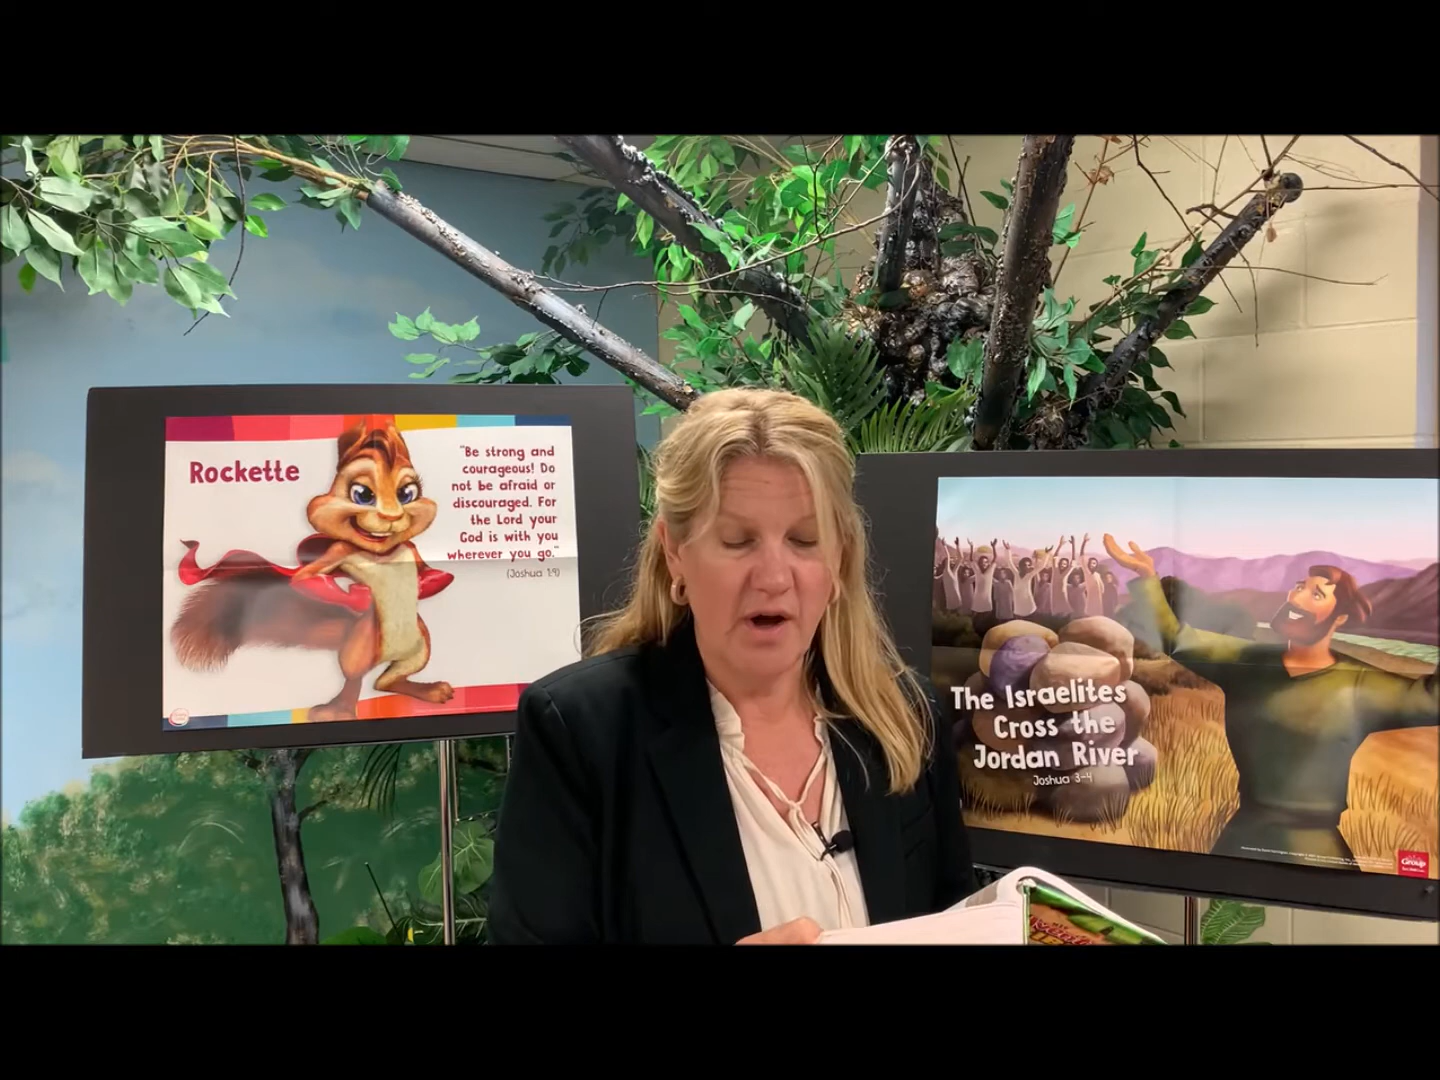 Rockette
"Be strong and
courageous! Do
not be afraid or
discouraged. For
the Lord your
God is with you
wherever you go."
(Joshua 1:9)
The Israelites
Cross the
Jordan River
Joshua 3-4
Group